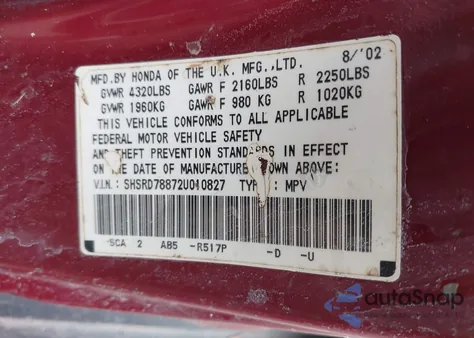 MFD.BY HONDA OF THE U.K. MFG.,LTD. 8/'02
GVWR 4320LBS GAWR F 2160LBS R 2250LBS
GVWR 1960KG GAWR F 980 KG R 1020KG
THIS VEHICLE CONFORMS TO ALL APPLICABLE
FEDERAL MOTOR VEHICLE SAFETY
AND THEFT PREVENTION STANDARDS IN EFFECT
ON THE DATE OF MANUFACTURE SHOWN ABOVE:
V.I.N.: SHSRD78872U010827 TYPE: MPV
SCA 2 AB5 -R517P -D -U
autoSnap